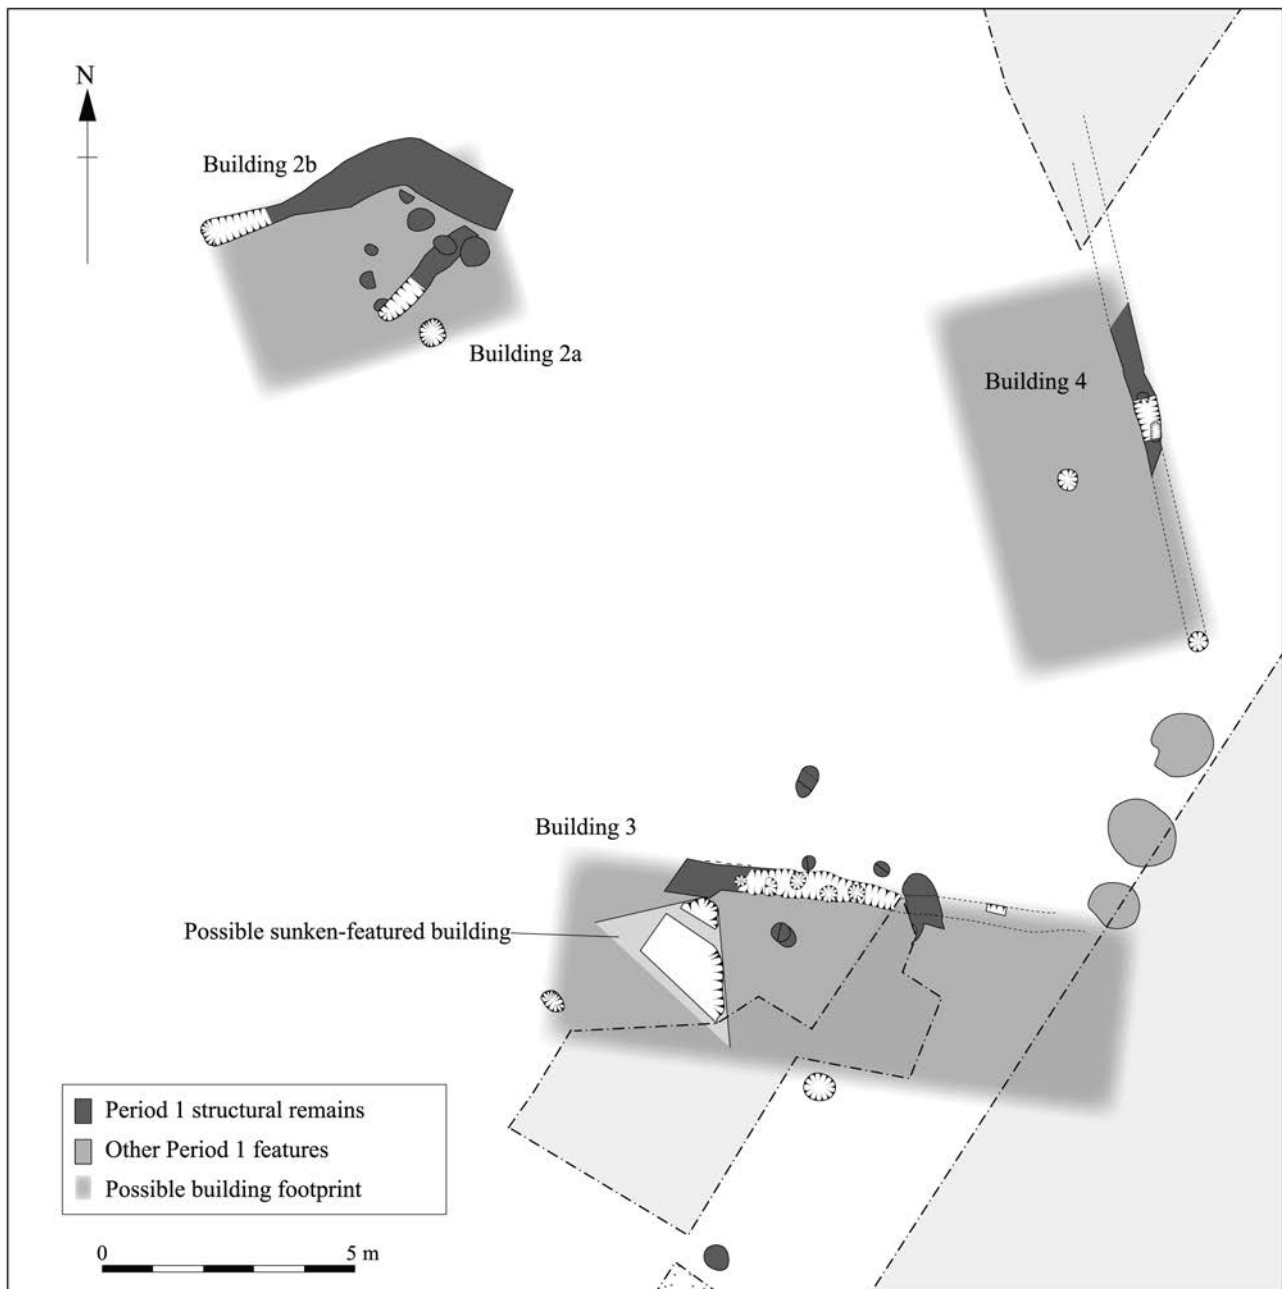 N
Building 2b
Building 2a
Building 4
Building 3
Possible sunken-featured building
Period 1 structural remains
Other Period 1 features
Possible building footprint
0 5 m